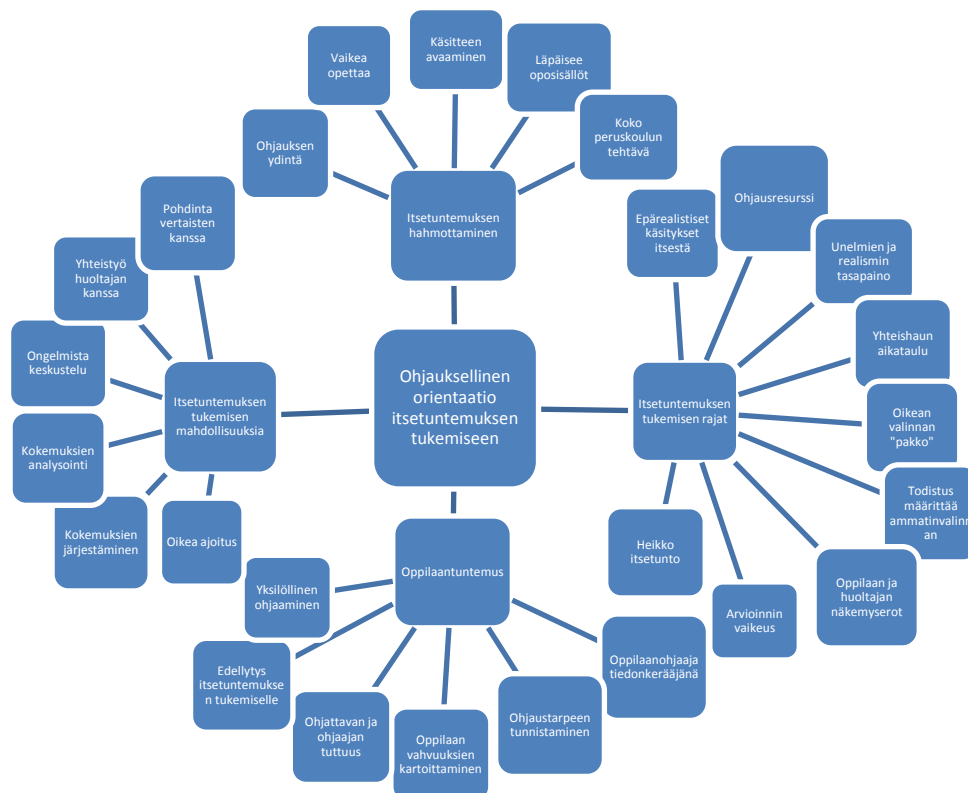 Käsitteen
avaaminen
Vaikea
opettaa
Läpäisee
oposisällöt
Koko
peruskoulun
tehtävä
Ohjauksen
ydintä
Itsetuntemuksen
hahmottaminen
Pohdinta
vertaisten
kanssa
Yhteistyö
huoltajan
kanssa
Ongelmista
keskustelu
Kokemuksien
analysointi
Kokemuksien
järjestäminen
Oikea ajoitus
Itsetuntemuksen
tukemisen
mahdollisuuksia
Ohjauksellinen
orientaatio
itsetuntemuksen
tukemiseen
Itsetuntemuksen
tukemisen rajat
Epärealistiset
käsitykset
itsestä
Ohjausresurssi
Unelmien ja
realismin
tasapaino
Yhteishaun
aikataulu
Oikean
valinnan
"pakko"
Todistus
määrittää
ammatinvalinn
an
Oppilaan ja
huoltajan
näkemyserot
Arvioinnin
vaikeus
Heikko
itsetunto
Oppilaantuntemus
Yksilöllinen
ohjaaminen
Edellytys
itsetuntemukse
n tukemiselle
Ohjattavan ja
ohjaajan
tuttuus
Oppilaan
vahvuuksien
kartoittaminen
Ohjaustarpeen
tunnistaminen
Oppilaanohjaaja
tiedonkerääjänä